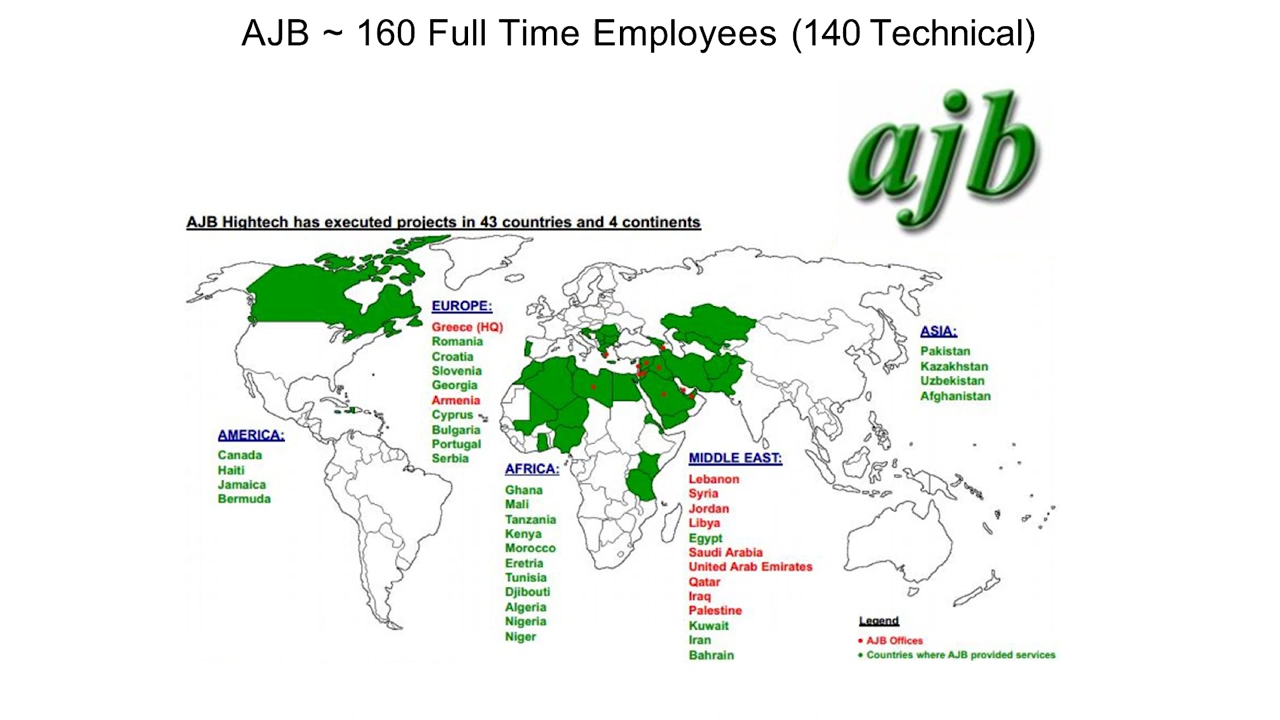 AJB ~ 160 Full Time Employees (140 Technical)
ajb
AJB Hightech has executed projects in 43 countries and 4 continents
EUROPE:
Greece (HQ)
Romania
Croatia
Slovenia
Georgia
Armenia
Cyprus
Bulgaria
Portugal
Serbia
ASIA:
Pakistan
Kazakhstan
Uzbekistan
Afghanistan
AMERICA:
Canada
Haiti
Jamaica
Bermuda
AFRICA:
Ghana
Mali
Tanzania
Kenya
Morocco
Eretria
Tunisia
Djibouti
Algeria
Nigeria
Niger
MIDDLE EAST:
Lebanon
Syria
Jordan
Libya
Egypt
Saudi Arabia
United Arab Emirates
Qatar
Iraq
Palestine
Kuwait
Iran
Bahrain
Legend
• AJB Offices
• Countries where AJB provided services